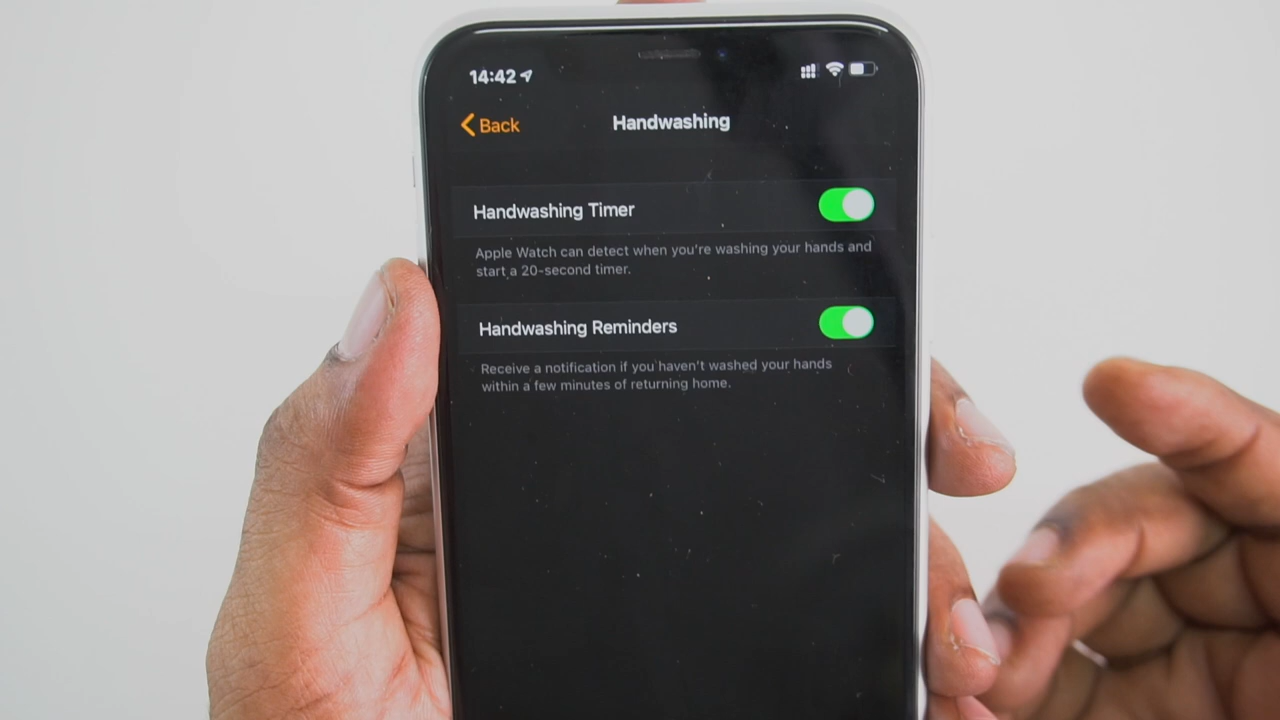 14:42
Back
Handwashing
Handwashing Timer
Apple Watch can detect when you're washing your hands and
start a 20-second timer.
Handwashing Reminders
Receive a notification if you haven't washed your hands
within a few minutes of returning home.